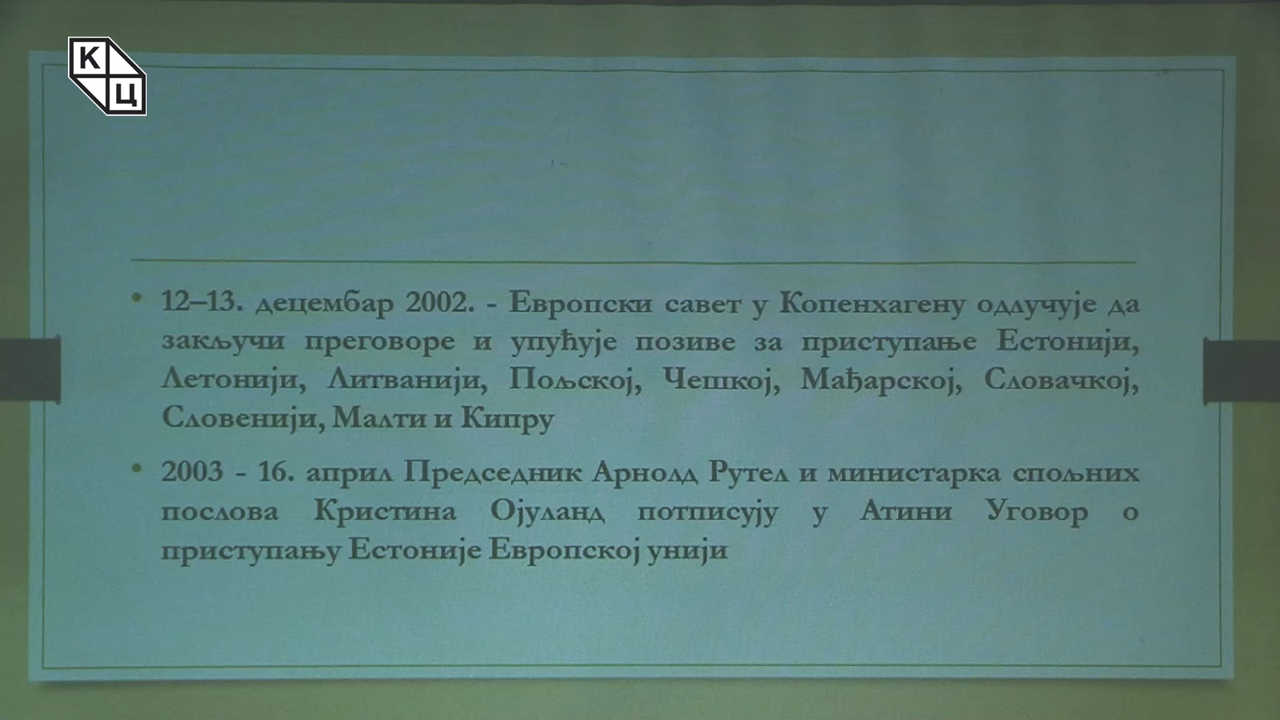 К
Ц
• 12–13. децембар 2002. - Европски савет у Копенхагену одлучује да
закључи преговоре и упућује позиве за приступање Естонији,
Летонији, Литванији, Пољској, Чешкој, Мађарској, Словачкој,
Словенији, Малти и Кипру
• 2003 - 16. април Председник Арнолд Рутел и министарка спољних
послова Кристина Ојуланд потписују у Атини Уговор о
приступању Естоније Европској унији